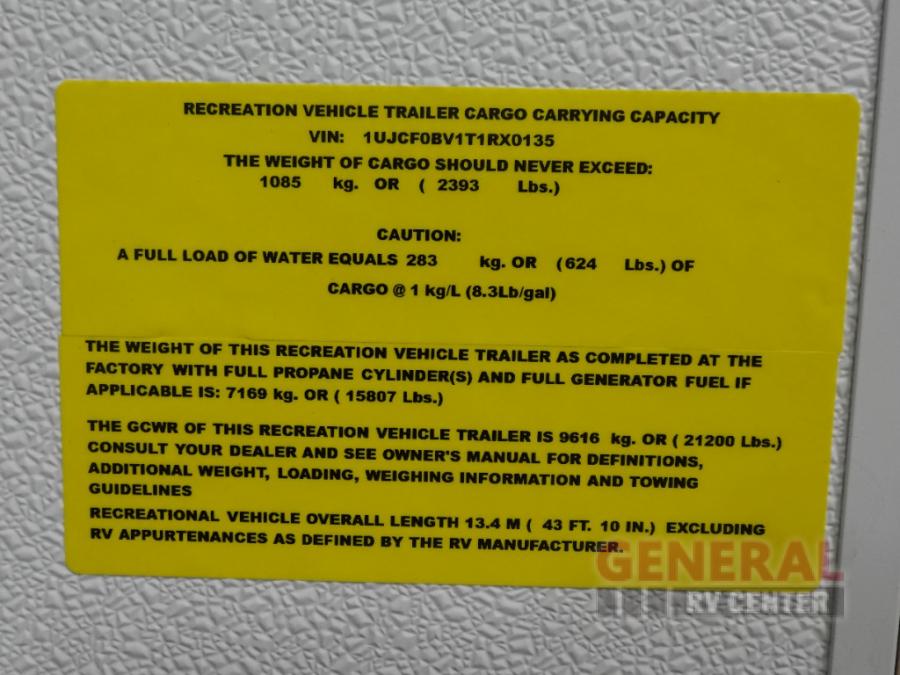 RECREATION VEHICLE TRAILER CARGO CARRYING CAPACITY
VIN: 1UJCF0BV1T1RX0135
THE WEIGHT OF CARGO SHOULD NEVER EXCEED:
1085 kg. OR ( 2393 Lbs.)
CAUTION:
A FULL LOAD OF WATER EQUALS 283 kg. OR (624 Lbs.) OF
CARGO @ 1 kg/L (8.3Lb/gal)
THE WEIGHT OF THIS RECREATION VEHICLE TRAILER AS COMPLETED AT THE
FACTORY WITH FULL PROPANE CYLINDER(S) AND FULL GENERATOR FUEL IF
APPLICABLE IS: 7169 kg. OR ( 15807 Lbs.)
THE GCWR OF THIS RECREATION VEHICLE TRAILER IS 9616 kg. OR ( 21200 Lbs.)
CONSULT YOUR DEALER AND SEE OWNER'S MANUAL FOR DEFINITIONS,
ADDITIONAL WEIGHT, LOADING, WEIGHING INFORMATION AND TOWING
GUIDELINES
RECREATIONAL VEHICLE OVERALL LENGTH 13.4 M ( 43 FT. 10 IN.) EXCLUDING
RV APPURTENANCES AS DEFINED BY THE RV MANUFACTURER.
GENERAL
RV CENTER